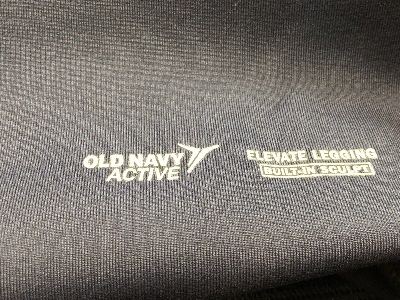 OLD NAVY
ACTIVE
ELEVATE LEGGING
BUILT-IN SCULPT